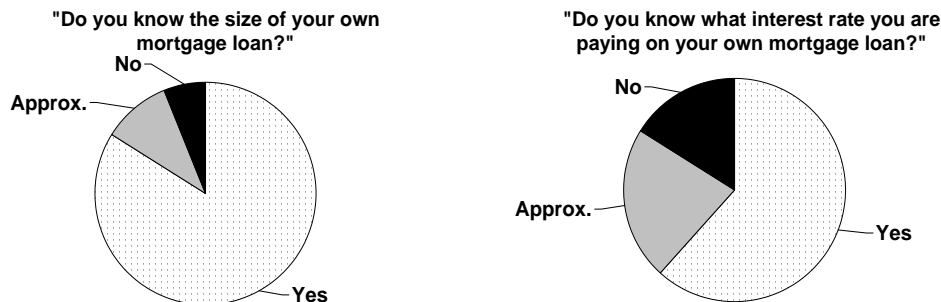 "Do you know the size of your own
mortgage loan?"
No
Approx.
Yes
"Do you know what interest rate you are
paying on your own mortgage loan?"
No
Approx.
Yes